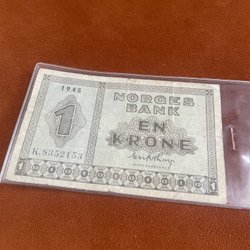 1948
NORGES
BANK
1
EN
KRONE
K.8352153